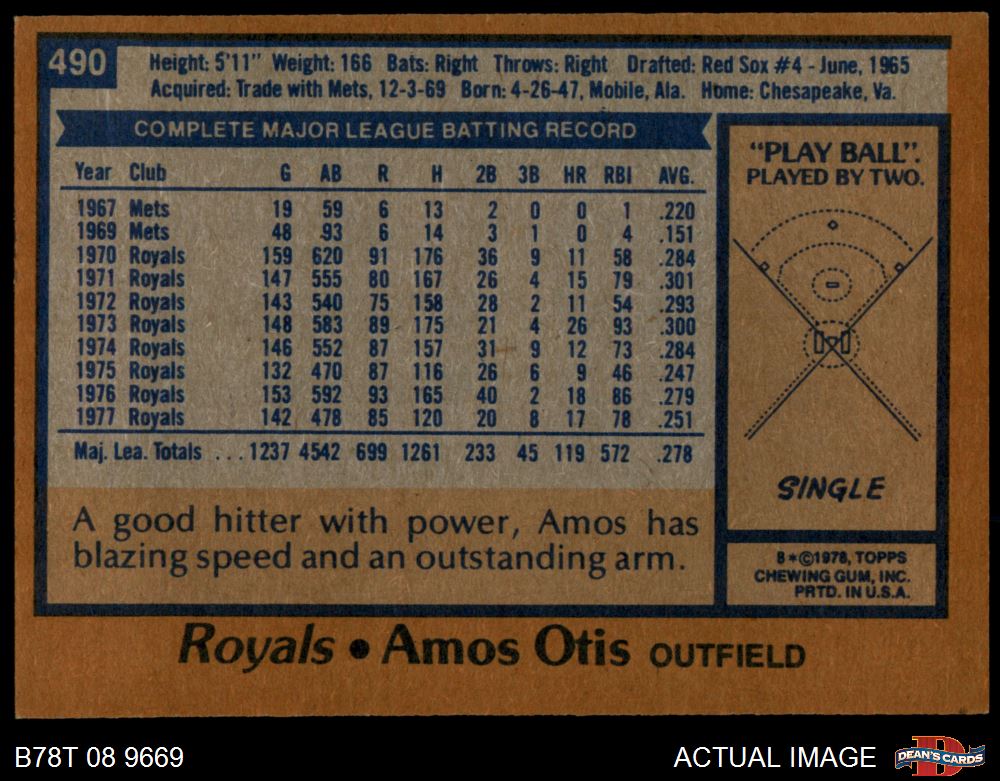 490
Height: 5'11" Weight: 166 Bats: Right Throws: Right Drafted: Red Sox #4 - June, 1965
Acquired: Trade with Mets, 12-3-69 Born: 4-26-47, Mobile, Ala. Home: Chesapeake, Va.
COMPLETE MAJOR LEAGUE BATTING RECORD
Year Club G AB R H 2B 3B HR RBI AVG.
1967 Mets 19 59 6 13 2 0 0 1 .220
1969 Mets 48 93 6 14 3 1 0 4 .151
1970 Royals 159 620 91 176 36 9 11 58 .284
1971 Royals 147 555 80 167 26 4 15 79 .301
1972 Royals 143 540 75 158 28 2 11 54 .293
1973 Royals 148 583 89 175 21 4 26 93 .300
1974 Royals 146 552 87 157 31 9 12 73 .284
1975 Royals 132 470 87 116 26 6 9 46 .247
1976 Royals 153 592 93 165 40 2 18 86 .279
1977 Royals 142 478 85 120 20 8 17 78 .251
Maj. Lea. Totals ... 1237 4542 699 1261 233 45 119 572 .278
A good hitter with power, Amos has
blazing speed and an outstanding arm.
"PLAY BALL".
PLAYED BY TWO.
SINGLE
8*©1978, TOPPS
CHEWING GUM, INC.
PRTD. IN U.S.A.
Royals • Amos Otis OUTFIELD
B78T 08 9669
ACTUAL IMAGE
D
DEAN'S CARDS